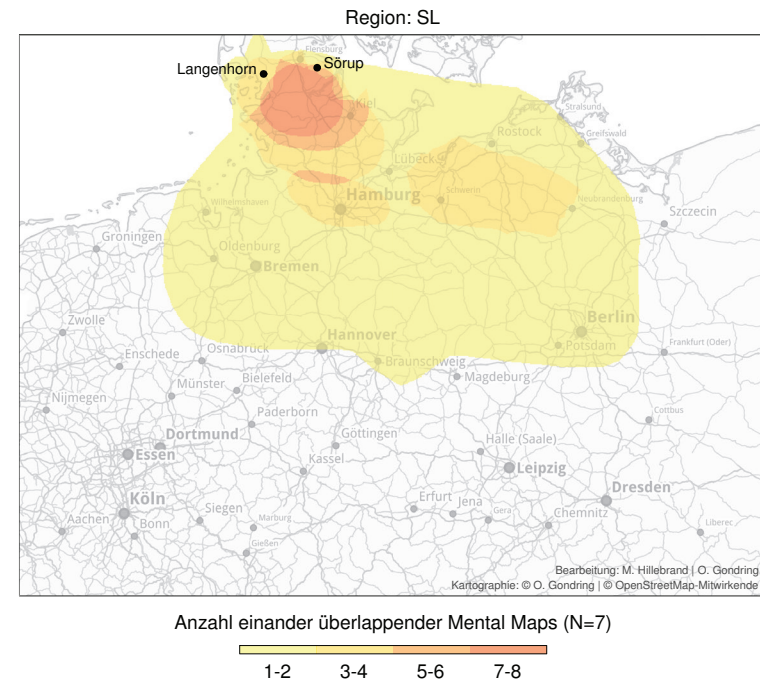 Region: SL
Flensburg
Langenhorn
Sörup
Kiel
Stralsund
Rostock
Greifswald
Lübeck
Hamburg
Schwerin
Wilhelmshaven
Neubrandenburg
Szczecin
Groningen
Oldenburg
Bremen
Zwolle
Berlin
Hannover
Enschede
Osnabrück
Potsdam
Frankfurt (Oder)
Braunschweig
Münster
Bielefeld
Magdeburg
Nijmegen
Paderborn
Cottbus
Dortmund
Göttingen
Halle (Saale)
Essen
Kassel
Leipzig
Köln
Dresden
Erfurt
Jena
Gera
Chemnitz
Siegen
Aachen
Bonn
Marburg
Liberec
Gießen
Bearbeitung: M. Hillebrand | O. Gondring
Kartographie: © O. Gondring | © OpenStreetMap-Mitwirkende
Anzahl einander überlappender Mental Maps (N=7)
1-2 3-4 5-6 7-8